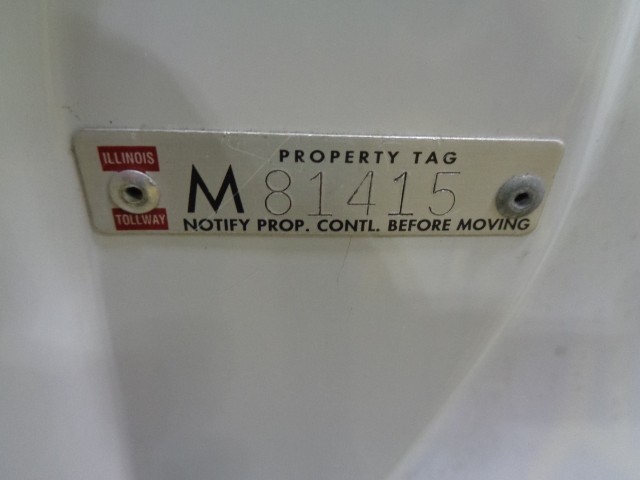 ILLINOIS
TOLLWAY
PROPERTY TAG
M 81415
NOTIFY PROP. CONTL. BEFORE MOVING